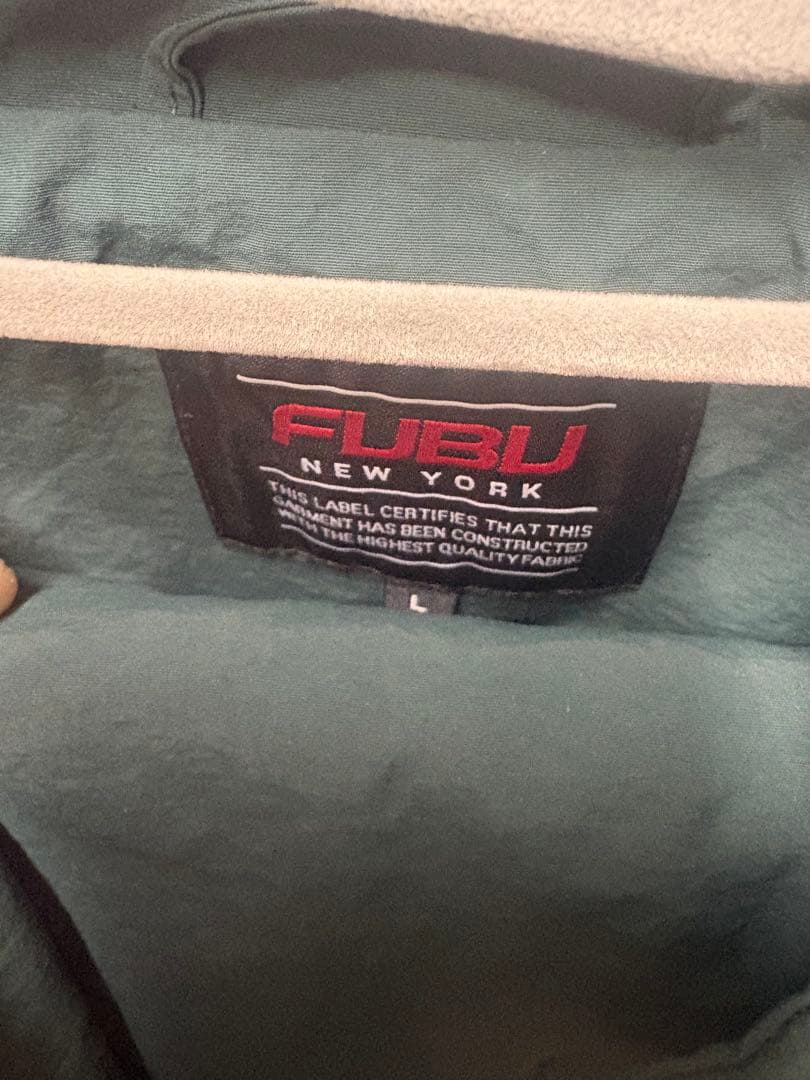 FUBU
NEW YORK
THIS LABEL CERTIFIES THAT THIS
GARMENT HAS BEEN CONSTRUCTED
WITH THE HIGHEST QUALITY FABRIC
L